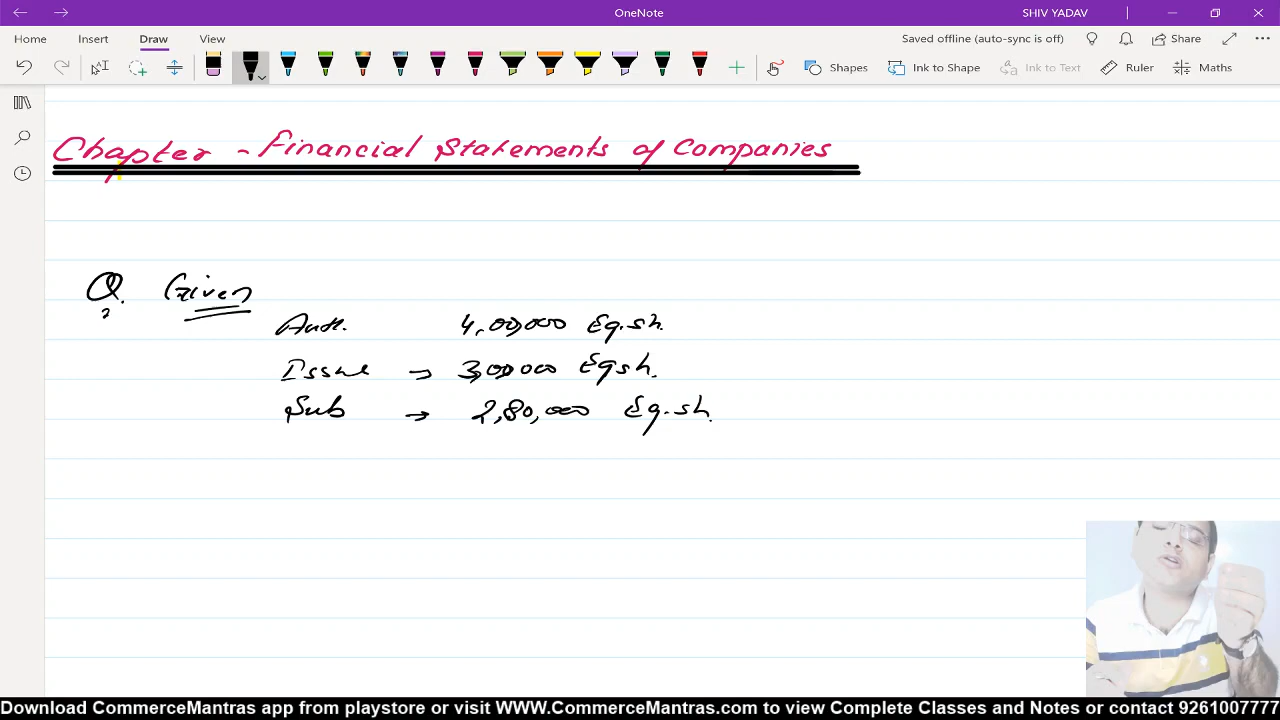 OneNote
SHIV YADAV
Home Insert Draw View
Saved offline (auto-sync is off) Share
Shapes Ink to Shape Ink to Text Ruler Maths
Chapter - Financial Statements of Companies
Q. Given
2
Auth. 4,00,000 Eq.sh.
Issue → 3,00,000 Eqsh.
Sub → 2,80,000 Eq.sh.
Download CommerceMantras app from playstore or visit WWW.CommerceMantras.com to view Complete Classes and Notes or contact 9261007777